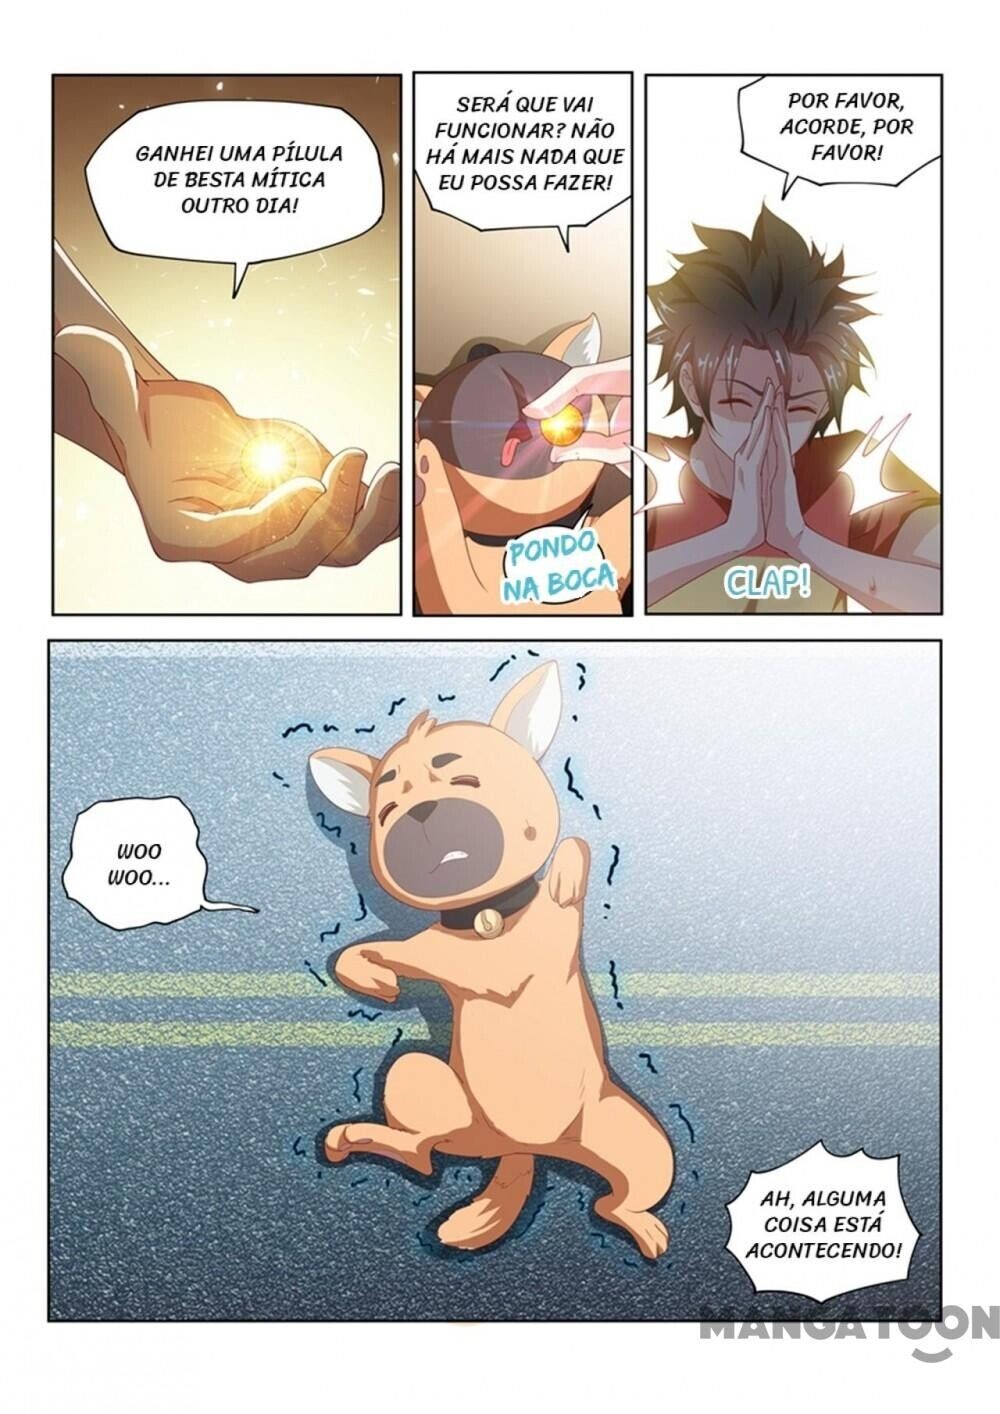 GANHEI UMA PÍLULA
DE BESTA MÍTICA
OUTRO DIA!
SERÁ QUE VAI
FUNCIONAR? NÃO
HÁ MAIS NADA QUE
EU POSSA FAZER!
PONDO
NA BOCA
POR FAVOR,
ACORDE, POR
FAVOR!
CLAP!
WOO
WOO...
AH, ALGUMA
COISA ESTÁ
ACONTECENDO!
MANGATOON